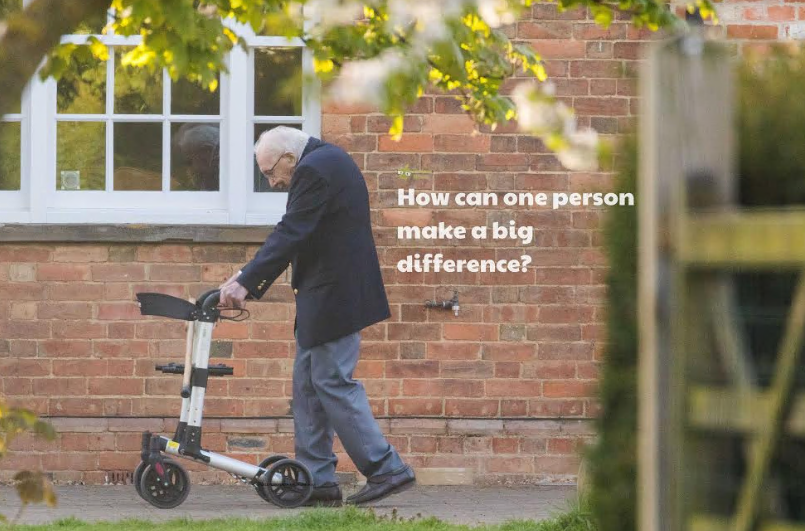 How can one person
make a big
difference?